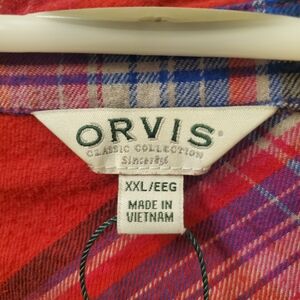 ORVIS
CLASSIC COLLECTION
Since 1856
XXL/EEG
MADE IN
VIETNAM